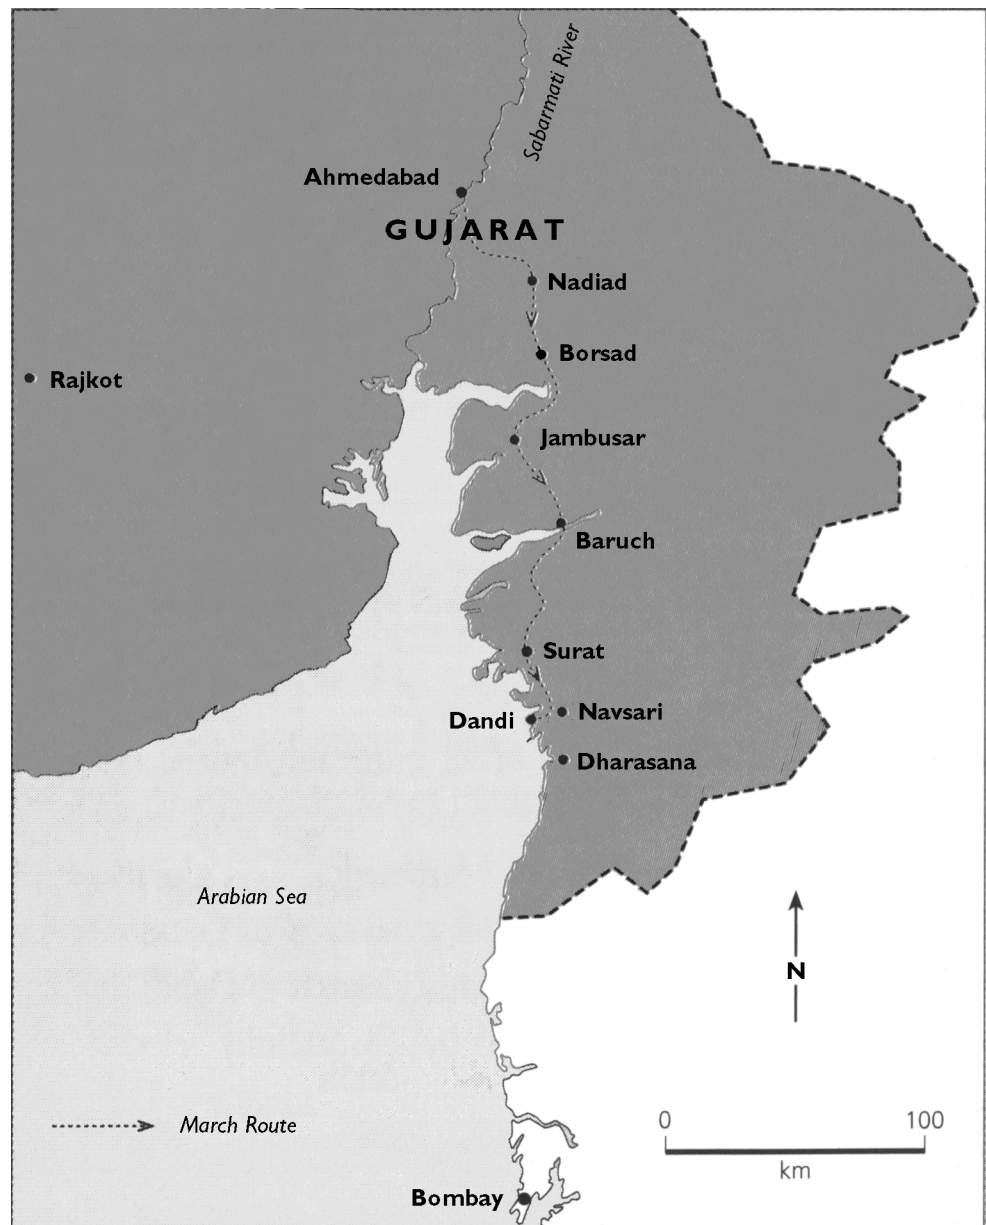 Sabarmati River
Ahmedabad
GUJARAT
Nadiad
Borsad
Rajkot
Jambusar
Baruch
Surat
Navsari
Dandi
Dharasana
Arabian Sea
N
March Route
0 100
km
Bombay